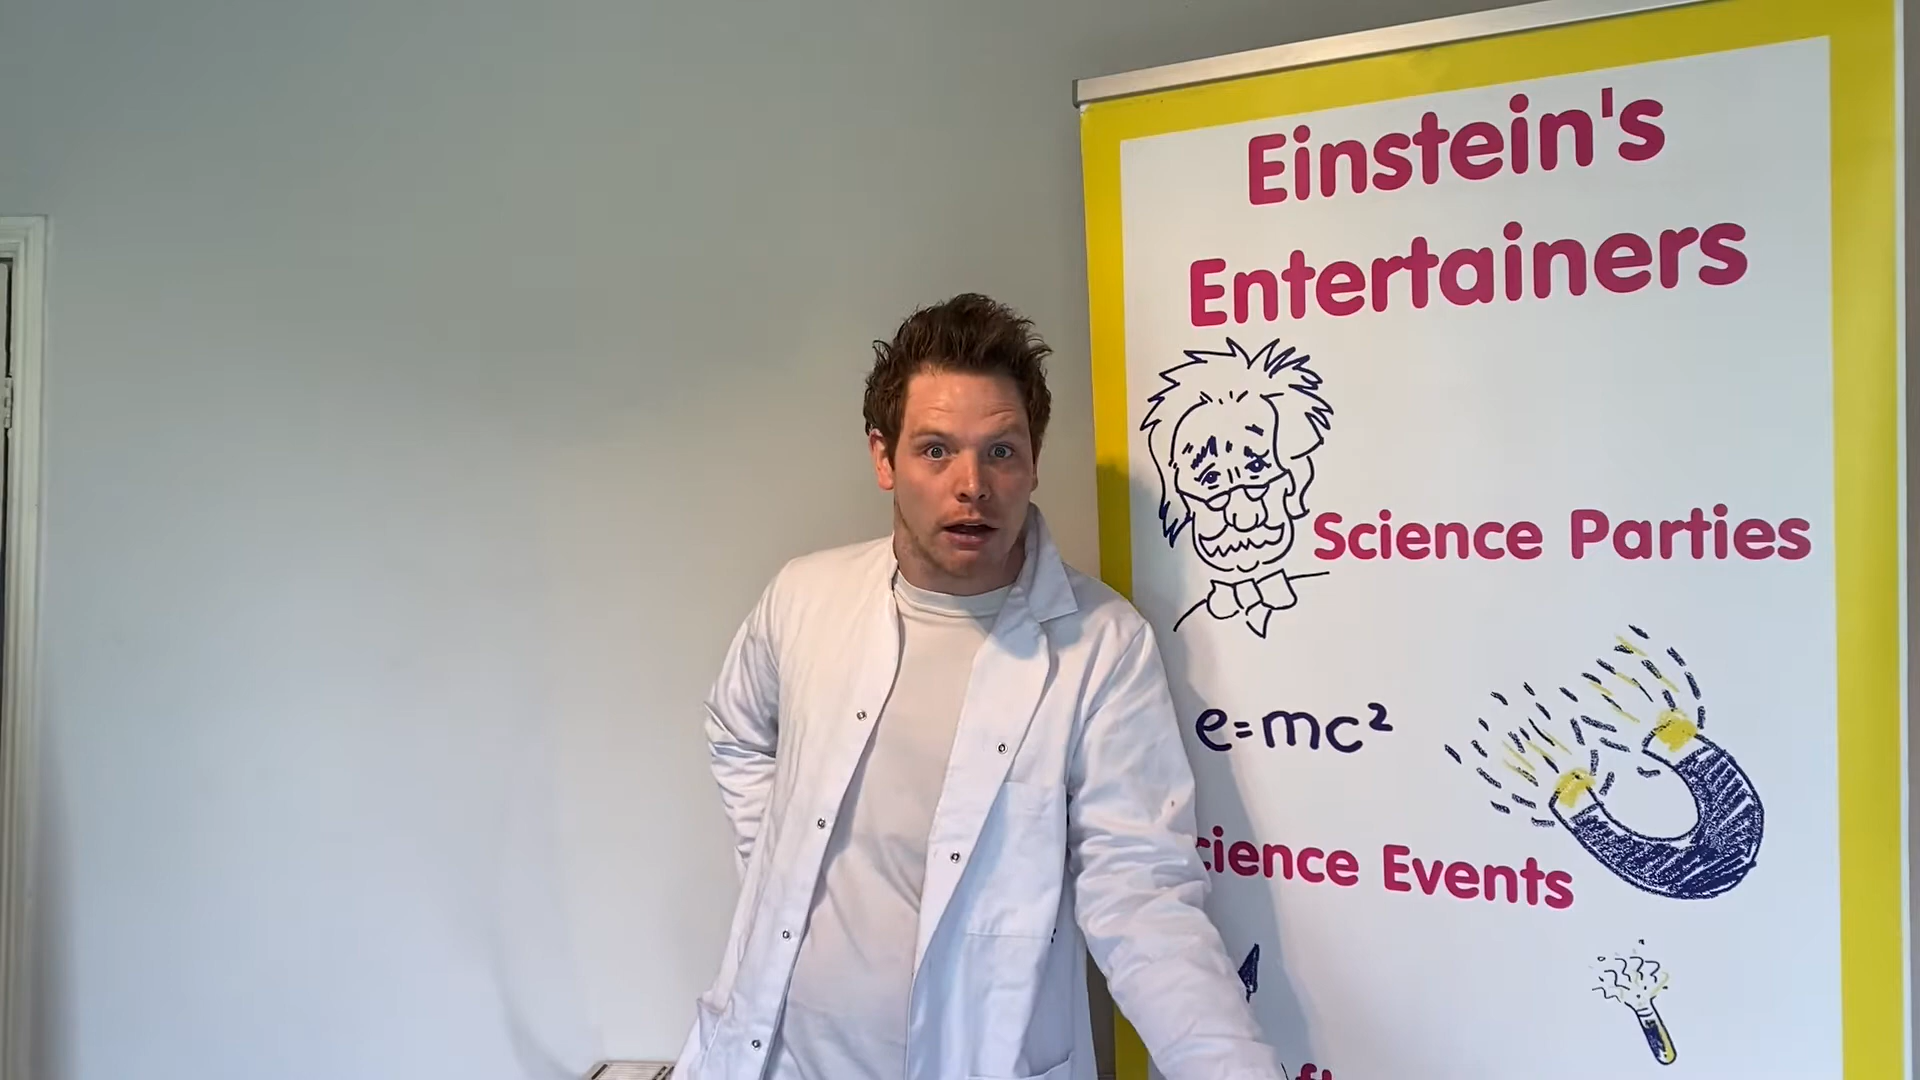 Einstein's
Entertainers
Science Parties
e=mc²
cience Events